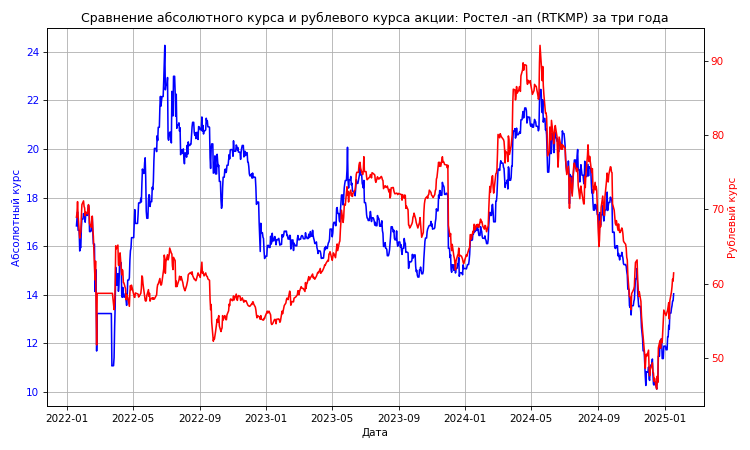 Сравнение абсолютного курса и рублевого курса акции: Ростел -ап (RTKMP) за три года
Абсолютный курс
24
22
20
18
16
14
12
10
90
80
70
60
50
Рублевый курс
2022-01 2022-05 2022-09 2023-01 2023-05 2023-09 2024-01 2024-05 2024-09 2025-01
Дата